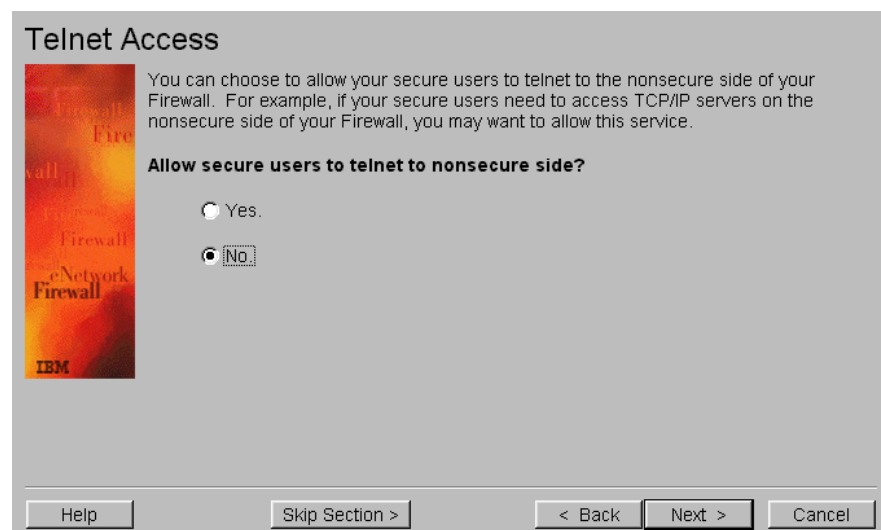 Telnet Access
You can choose to allow your secure users to telnet to the nonsecure side of your
Firewall. For example, if your secure users need to access TCP/IP servers on the
nonsecure side of your Firewall, you may want to allow this service.
Allow secure users to telnet to nonsecure side?
Yes.
No.
Firewall
Fire
wall
Firewall
Firewall
eNetwork
Firewall
IBM
Help
Skip Section >
< Back
Next >
Cancel